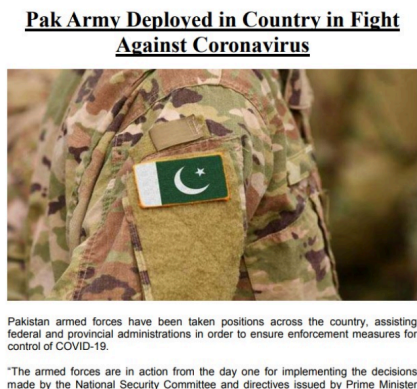 Pak Army Deployed in Country in Fight
Against Coronavirus
Pakistan armed forces have been taken positions across the country, assisting
federal and provincial administrations in order to ensure enforcement measures for
control of COVID-19.
“The armed forces are in action from the day one for implementing the decisions
made by the National Security Committee and directives issued by Prime Minister